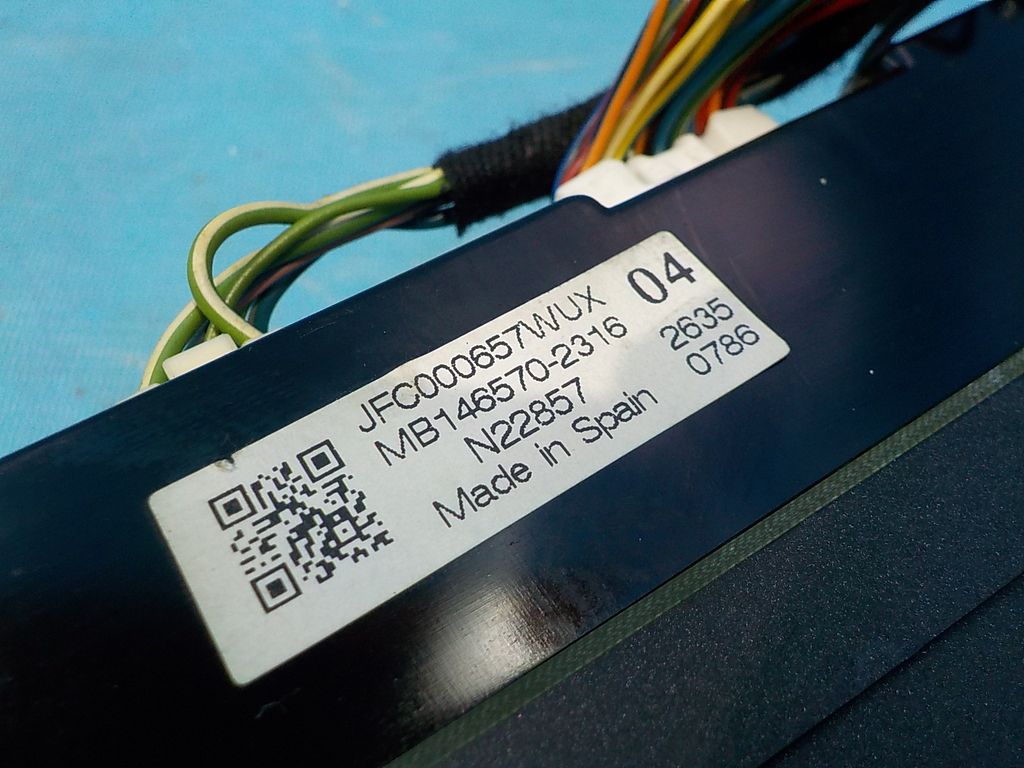 JFC000657WUX 04
MB146570-2316 2635
N22857 0786
Made in Spain